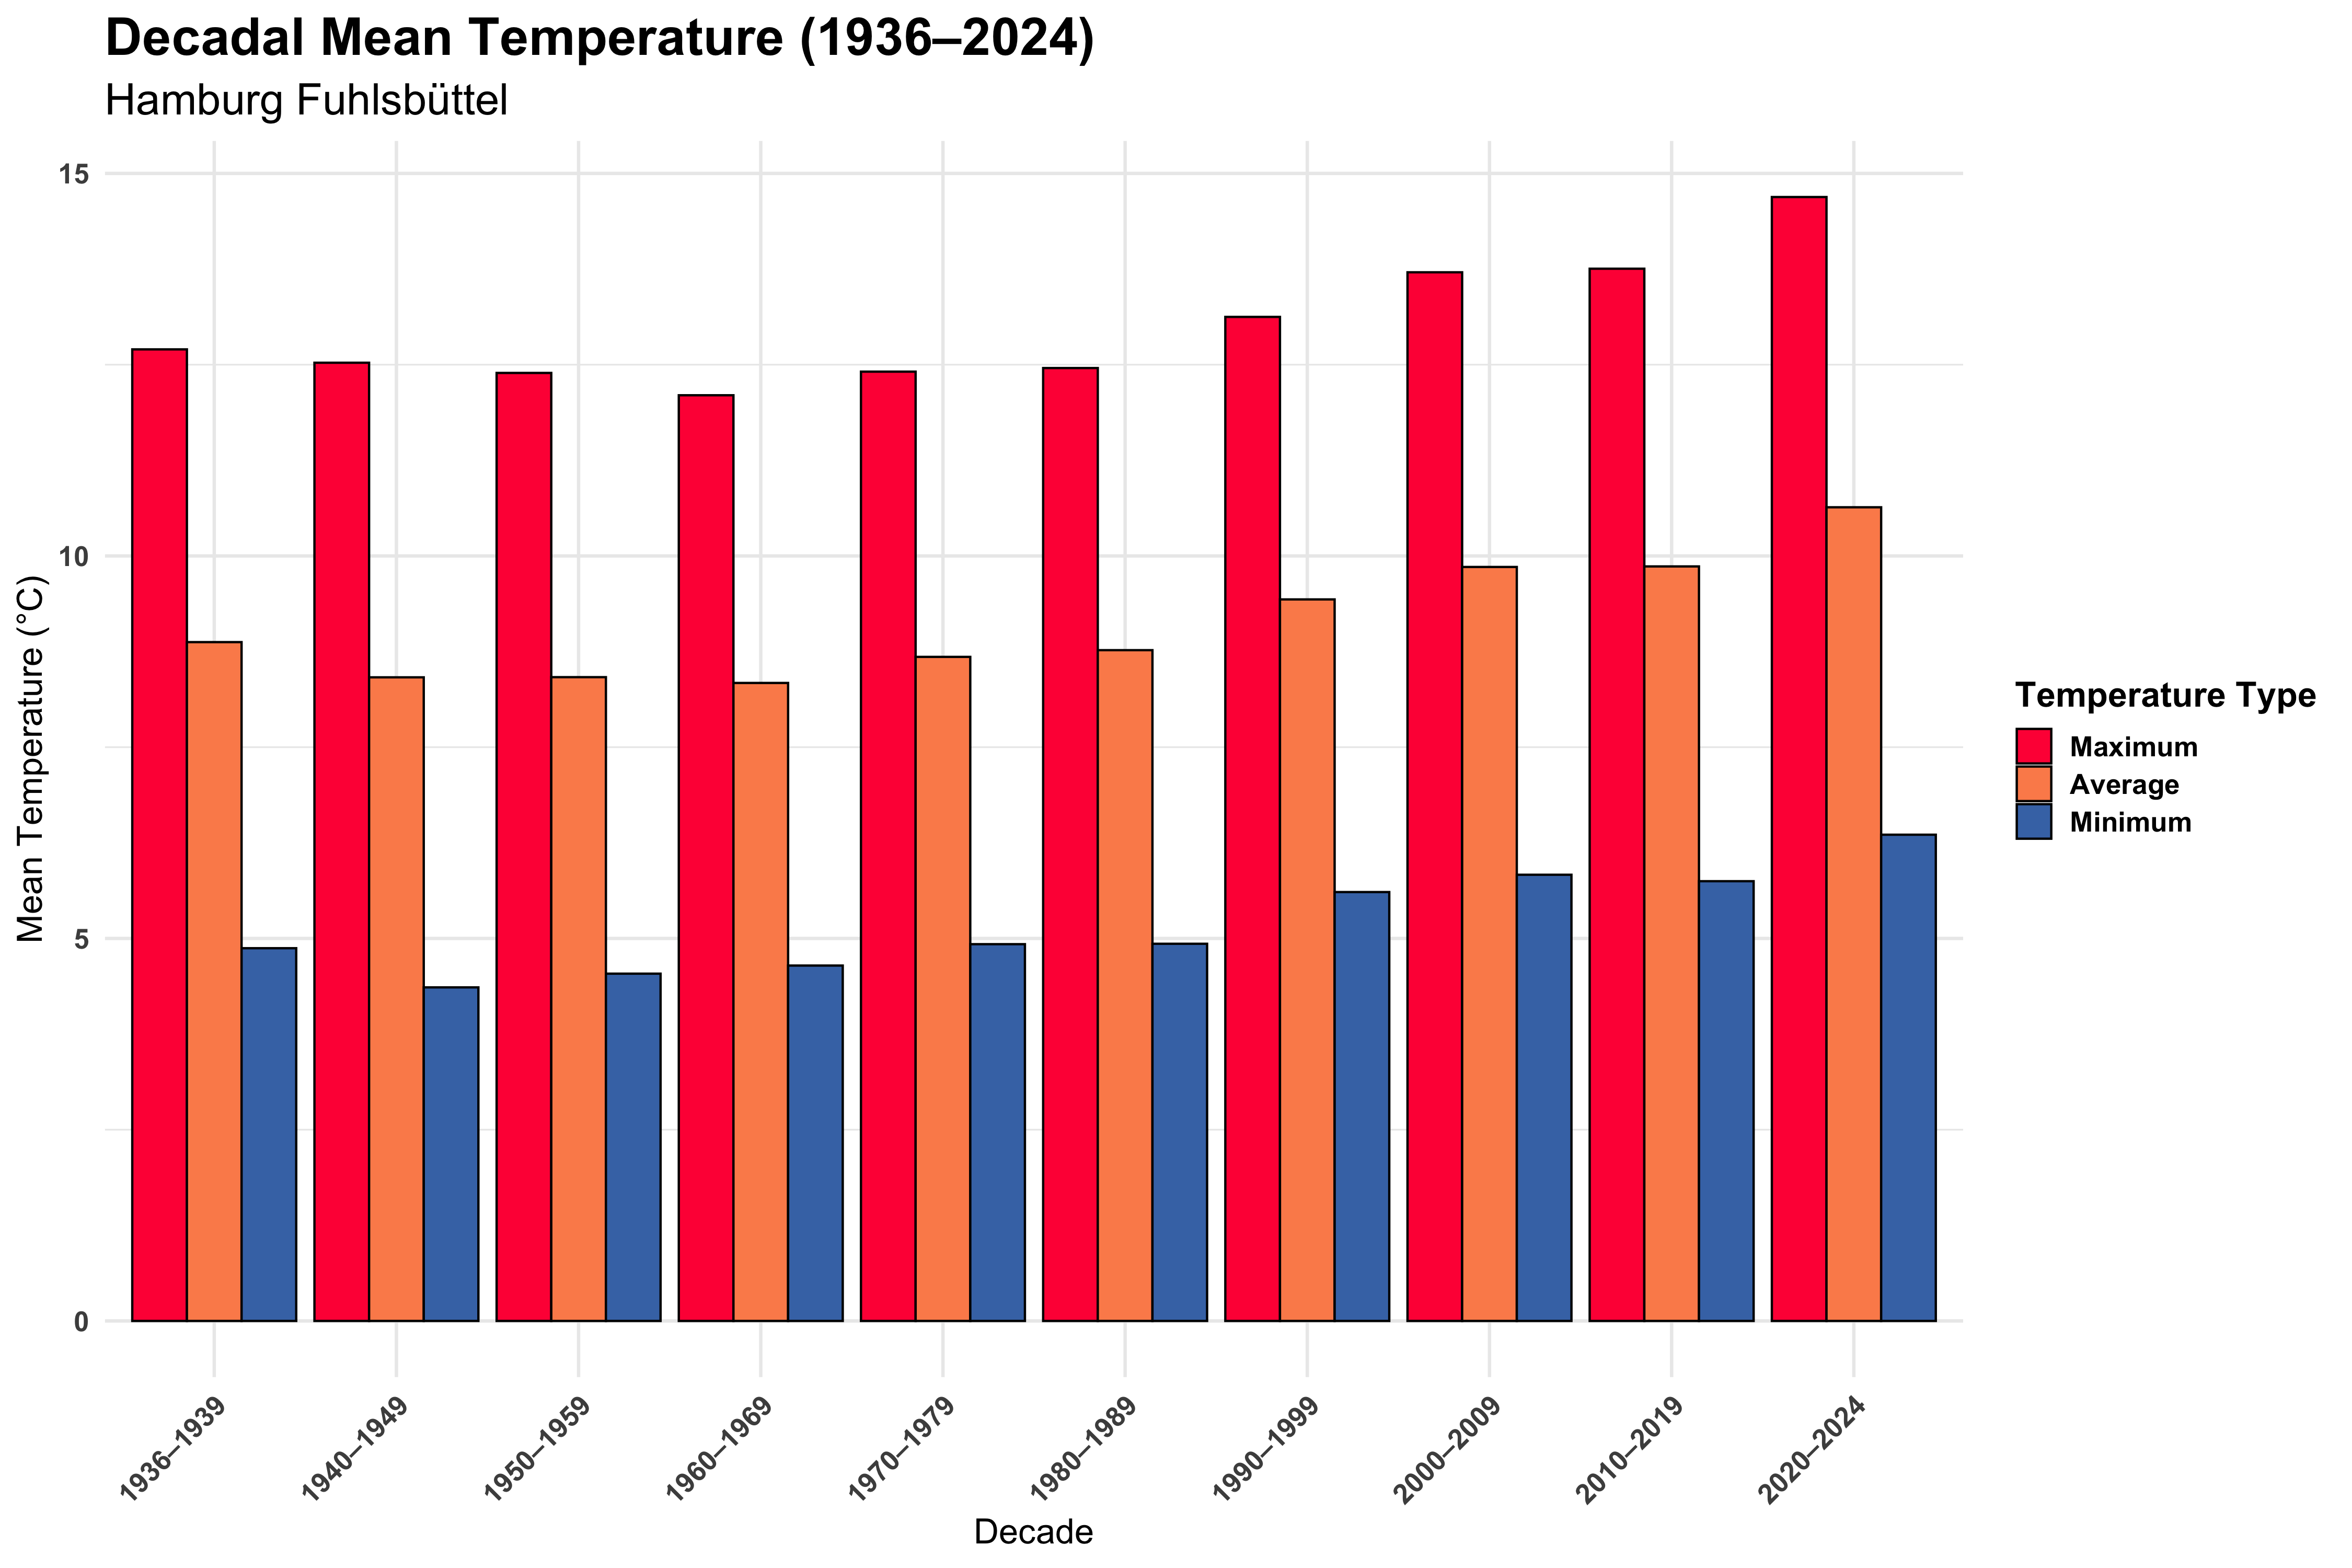 Decadal Mean Temperature (1936–2024)
Hamburg Fuhlsbüttel
Mean Temperature (°C)
15
10
5
0
1936–1939
1940–1949
1950–1959
1960–1969
1970–1979
1980–1989
1990–1999
2000–2009
2010–2019
2020–2024
Decade
Temperature Type
Maximum
Average
Minimum